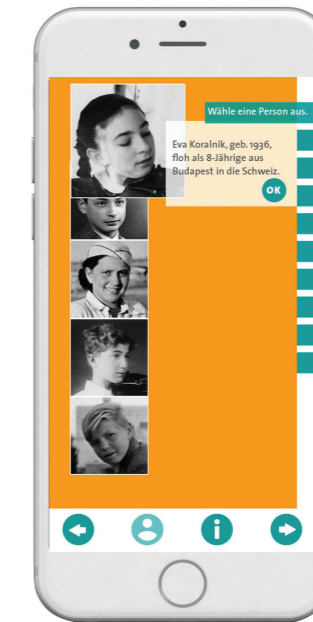 Wähle eine Person aus.
Eva Koralnik, geb. 1936,
floh als 8-Jährige aus
Budapest in die Schweiz.
OK